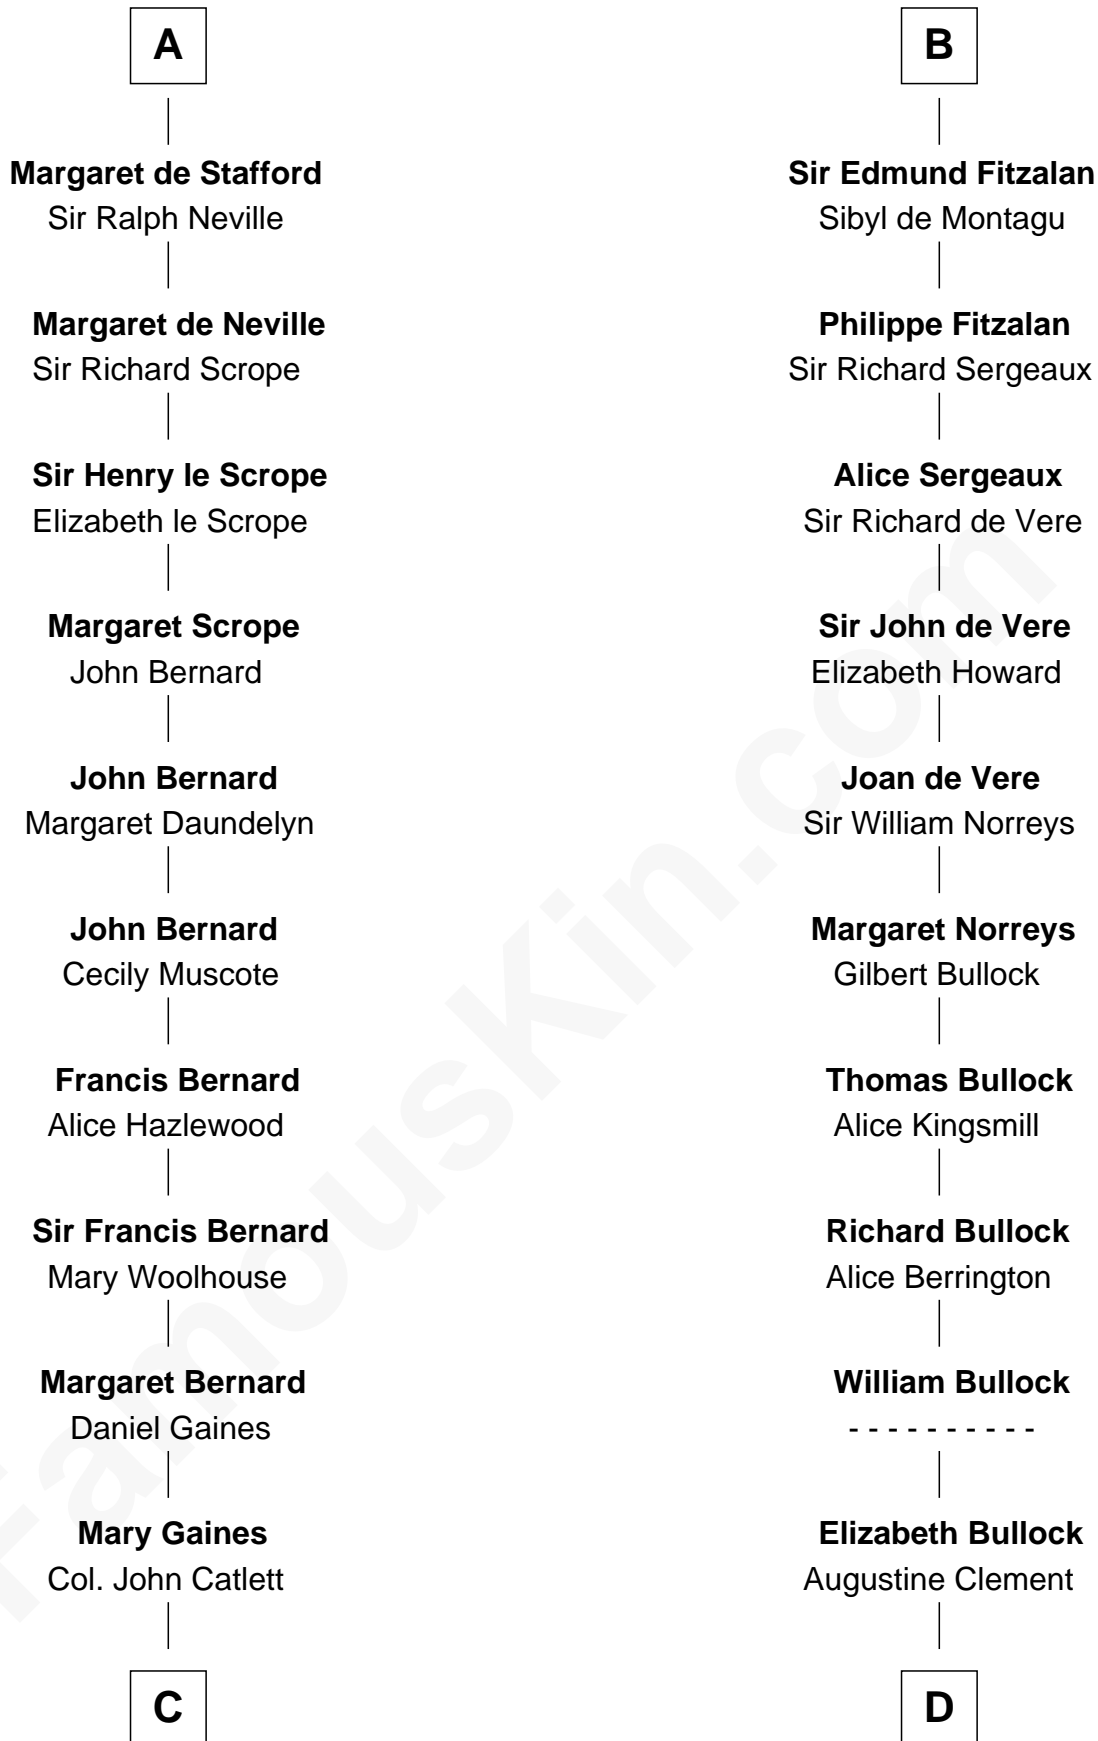 A
Margaret de Stafford
Sir Ralph Neville
Margaret de Neville
Sir Richard Scrope
Sir Henry le Scrope
Elizabeth le Scrope
Margaret Scrope
John Bernard
John Bernard
Margaret Daundelyn
John Bernard
Cecily Muscote
Francis Bernard
Alice Hazlewood
Sir Francis Bernard
Mary Woolhouse
Margaret Bernard
Daniel Gaines
Mary Gaines
Col. John Catlett
C
B
Sir Edmund Fitzalan
Sibyl de Montagu
Philippe Fitzalan
Sir Richard Sergeaux
Alice Sergeaux
Sir Richard de Vere
Sir John de Vere
Elizabeth Howard
Joan de Vere
Sir William Norreys
Margaret Norreys
Gilbert Bullock
Thomas Bullock
Alice Kingsmill
Richard Bullock
Alice Berrington
William Bullock
- - - - - - - - - -
Elizabeth Bullock
Augustine Clement
D
FamousKin.com